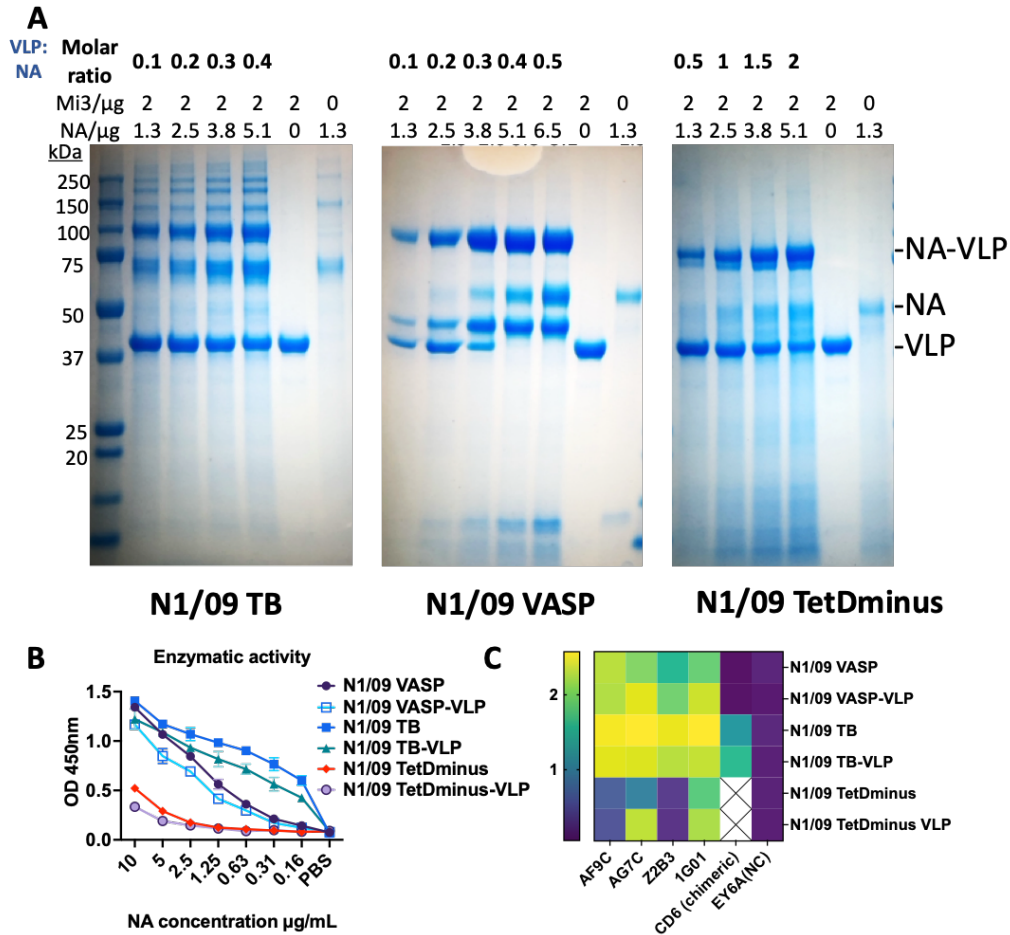 A
VLP: NA
Molar ratio
0.1 0.2 0.3 0.4
0.1 0.2 0.3 0.4 0.5
0.5 1 1.5 2
Mi3/µg 2 2 2 2 2 0
2 2 2 2 2 2 0
2 2 2 2 2 0
NA/µg 1.3 2.5 3.8 5.1 0 1.3
1.3 2.5 3.8 5.1 6.5 0 1.3
1.3 2.5 3.8 5.1 0 1.3
kDa
250
150
100
75
50
37
25
20
-NA-VLP
-NA
-VLP
N1/09 TB
N1/09 VASP
N1/09 TetDminus
B
Enzymatic activity
OD 450nm
1.5
1.0
0.5
0.0
10 5 2.5 1.25 0.63 0.31 0.16 PBS
NA concentration µg/mL
N1/09 VASP
N1/09 VASP-VLP
N1/09 TB
N1/09 TB-VLP
N1/09 TetDminus
N1/09 TetDminus-VLP
C
2
1
N1/09 VASP
N1/09 VASP-VLP
N1/09 TB
N1/09 TB-VLP
N1/09 TetDminus
N1/09 TetDminus VLP
AF9C
AG7C
Z2B3
1G01
CD6 (chimeric)
EY6A(NC)